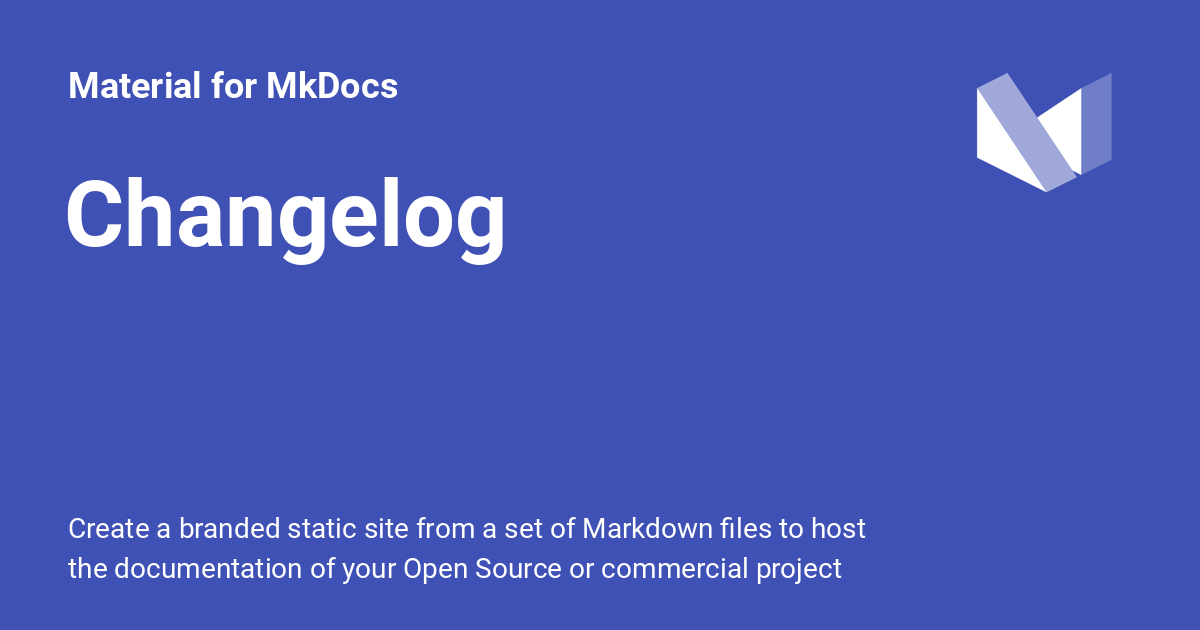 Material for MkDocs
Changelog
Create a branded static site from a set of Markdown files to host
the documentation of your Open Source or commercial project